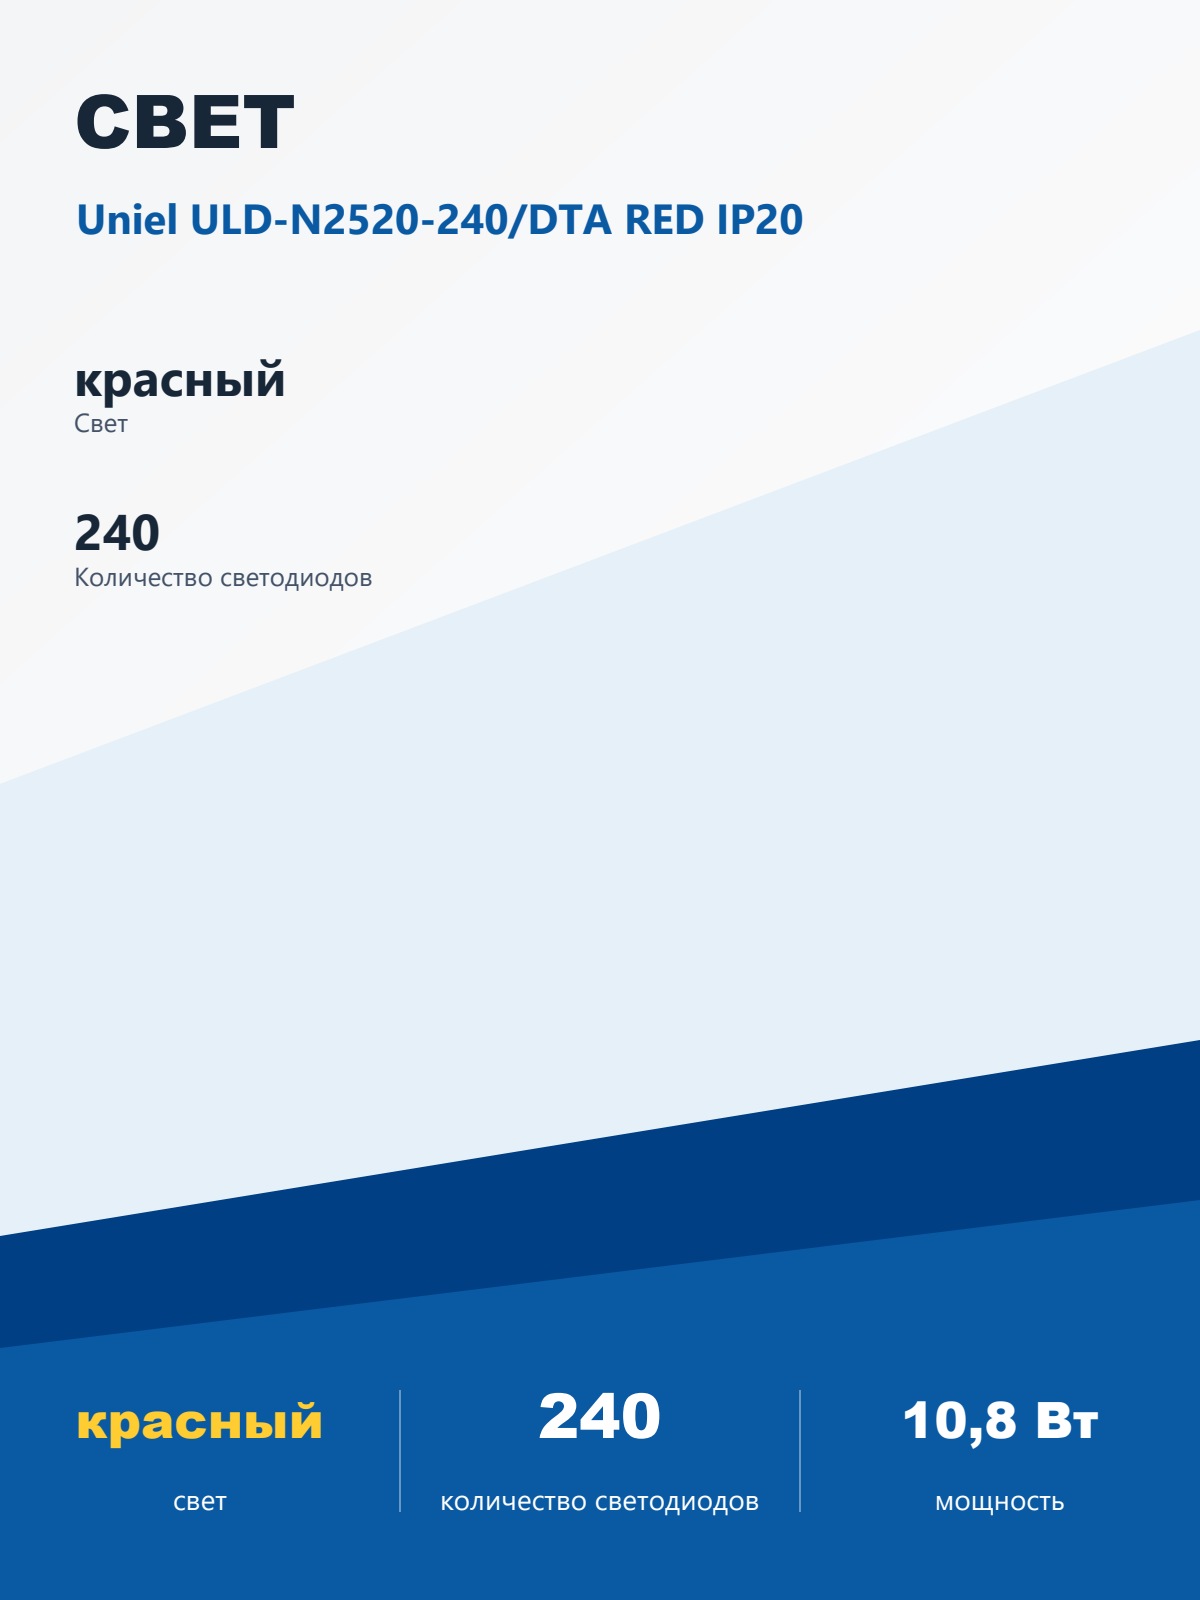 СВЕТ
Uniel ULD-N2520-240/DTA RED IP20
красный
Свет
240
Количество светодиодов
красный
свет
240
количество светодиодов
10,8 Вт
мощность